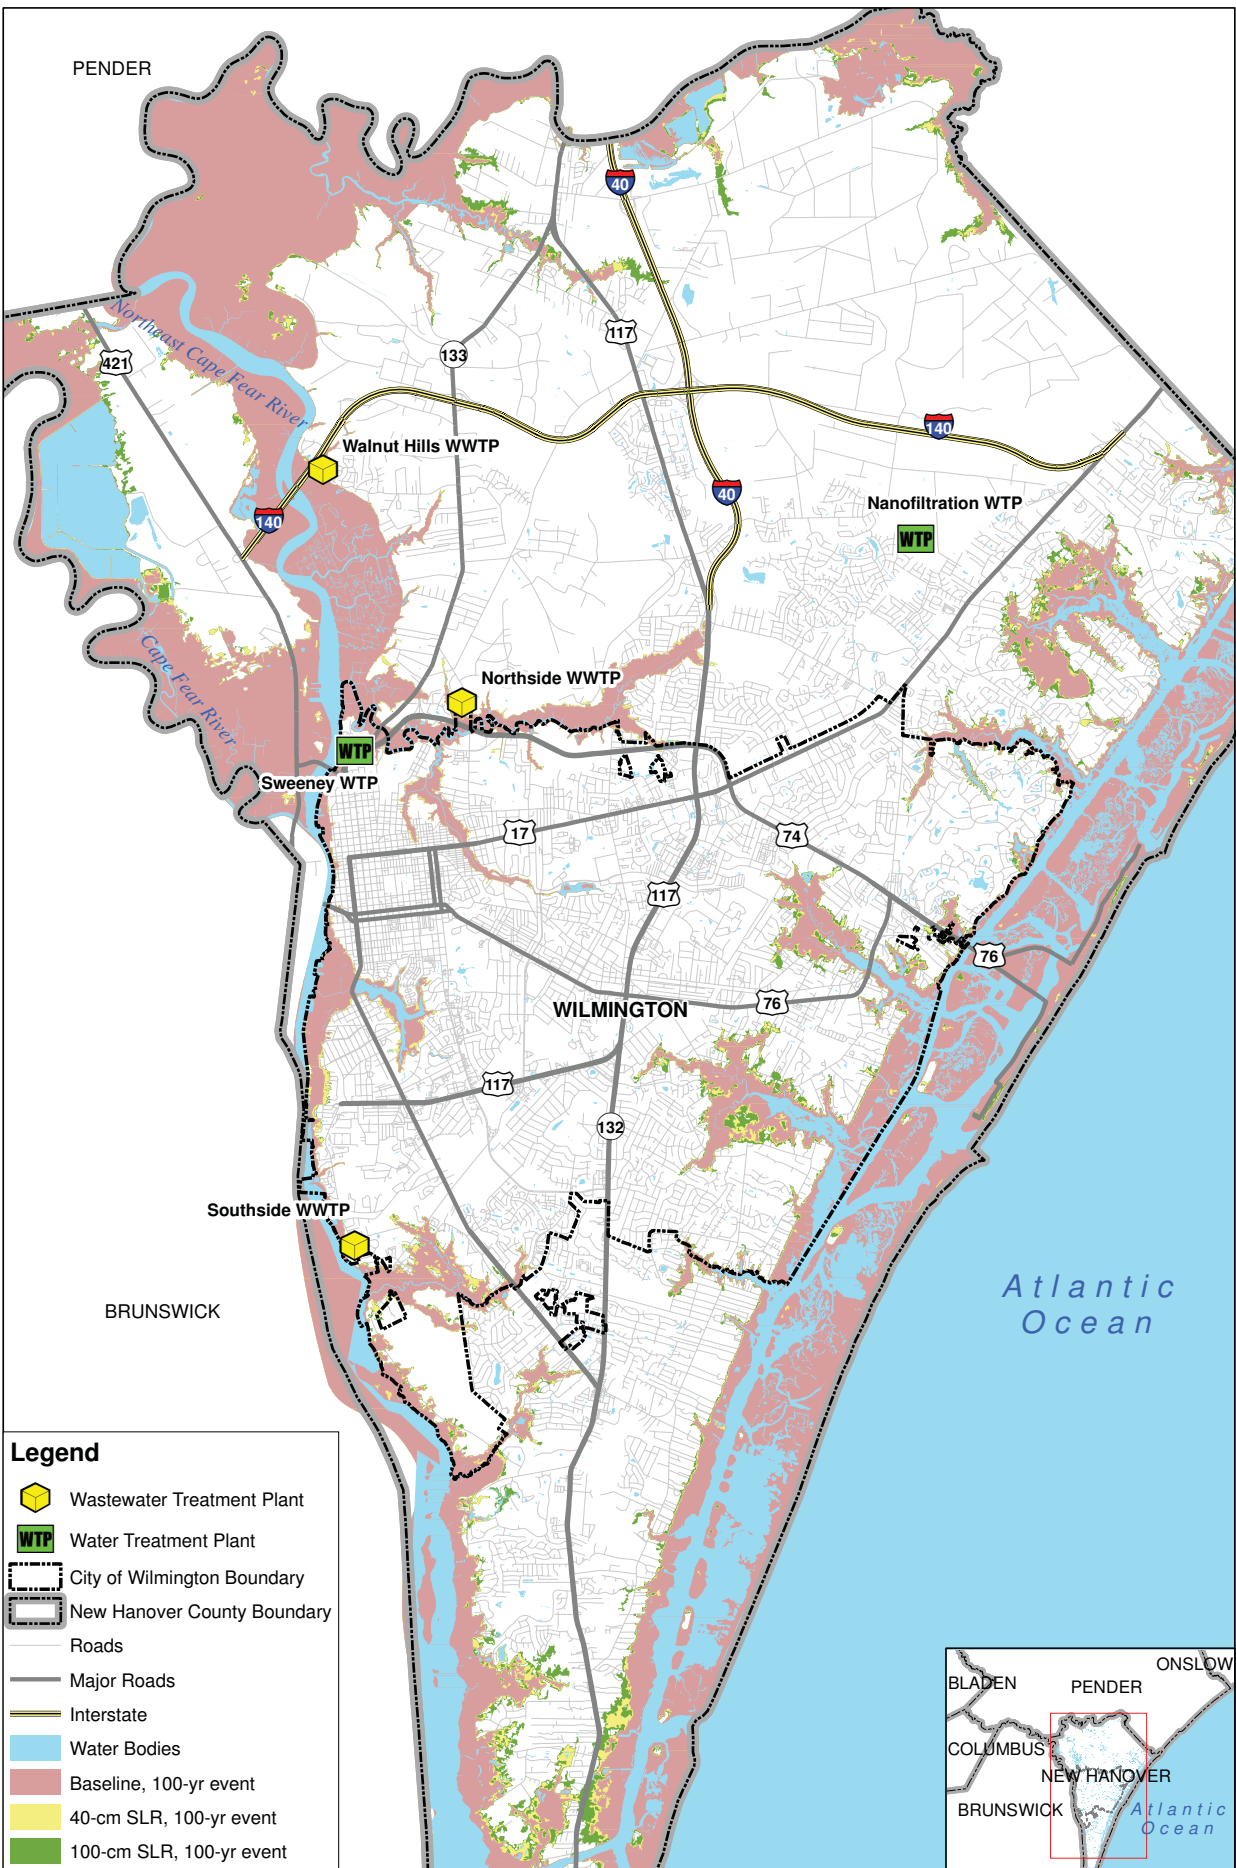 PENDER
40
Northeast Cape Fear River
421
133
117
140
Walnut Hills WWTP
40
140
Nanofiltration WTP
WTP
Cape Fear River
Northside WWTP
WTP
Sweeney WTP
17
74
117
76
76
WILMINGTON
117
132
Southside WWTP
BRUNSWICK
Atlantic
Ocean
Legend
Wastewater Treatment Plant
WTP Water Treatment Plant
City of Wilmington Boundary
New Hanover County Boundary
Roads
Major Roads
Interstate
Water Bodies
Baseline, 100-yr event
40-cm SLR, 100-yr event
100-cm SLR, 100-yr event
ONSLOW
BLADEN
PENDER
COLUMBUS
NEW HANOVER
BRUNSWICK
Atlantic
Ocean